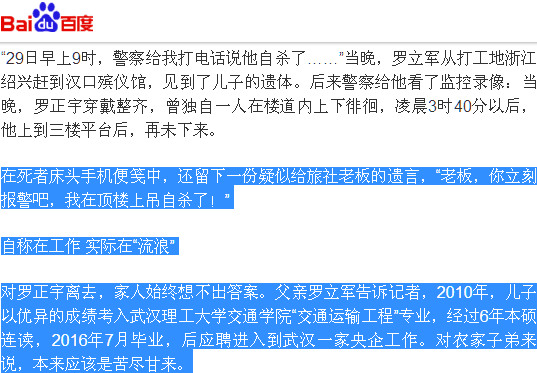 Bai du 百度
“29日早上9时，警察给我打电话说他自杀了……”当晚，罗立军从打工地浙江
绍兴赶到汉口殡仪馆，见到了儿子的遗体。后来警察给他看了监控录像：当
晚，罗正宇穿戴整齐，曾独自一人在楼道内上下徘徊，凌晨3时40分以后，
他上到三楼平台后，再未下来。
在死者床头手机便笺中，还留下一份疑似给旅社老板的遗言，“老板，你立刻
报警吧，我在顶楼上吊自杀了！”
自称在工作 实际在“流浪”
对罗正宇离去，家人始终想不出答案。父亲罗立军告诉记者，2010年，儿子
以优异的成绩考入武汉理工大学交通学院“交通运输工程”专业，经过6年本硕
连读，2016年7月毕业，后应聘进入到武汉一家央企工作。对农家子弟来
说，本来应该是苦尽甘来。